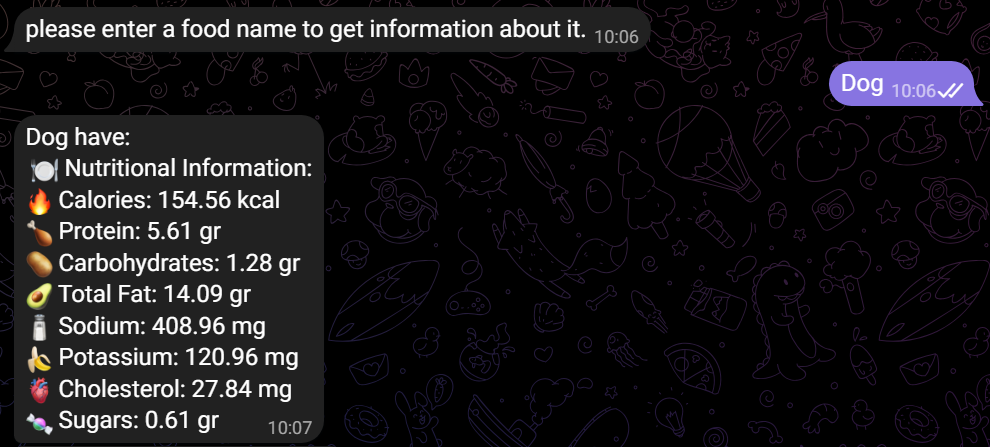 please enter a food name to get information about it. 10:06
Dog 10:06
Dog have:
🍽️ Nutritional Information:
🔥 Calories: 154.56 kcal
🍗 Protein: 5.61 gr
🥔 Carbohydrates: 1.28 gr
🥑 Total Fat: 14.09 gr
🧂 Sodium: 408.96 mg
🍌 Potassium: 120.96 mg
🫀 Cholesterol: 27.84 mg
🍬 Sugars: 0.61 gr 10:07